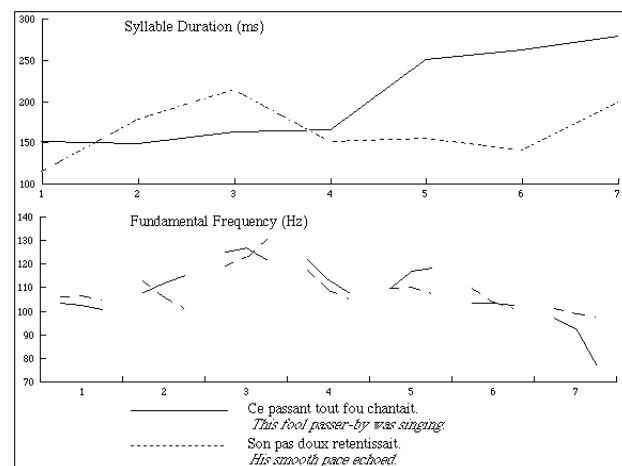 Syllable Duration (ms)
300
250
200
150
100
1 2 3 4 5 6 7
Fundamental Frequency (Hz)
140
130
120
110
100
90
80
70
1 2 3 4 5 6 7
Ce passant tout fou chantait.
This fool passer-by was singing.
Son pas doux retentissait.
His smooth pace echoed.